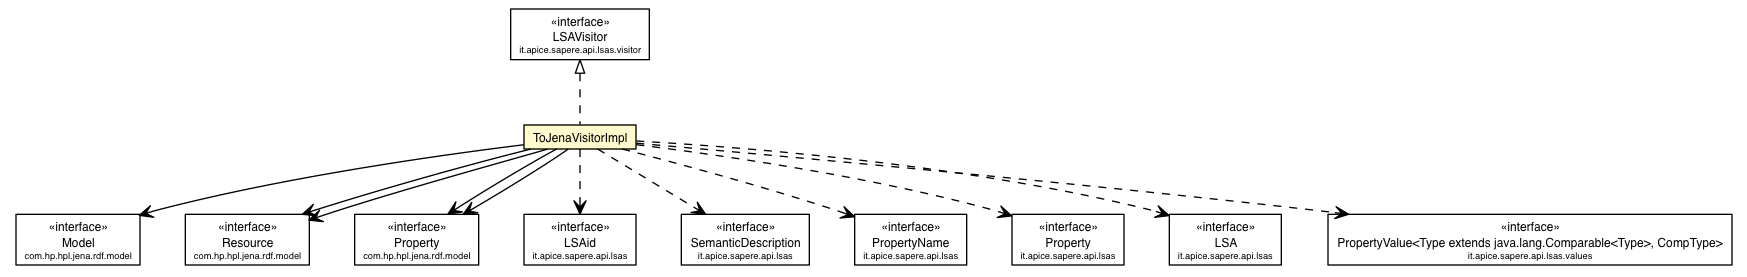 «interface»
LSAVisitor
it.apice.sapere.api.lsas.visitor
ToJenaVisitorImpl
«interface»
Model
com.hp.hpl.jena.rdf.model
«interface»
Resource
com.hp.hpl.jena.rdf.model
«interface»
Property
com.hp.hpl.jena.rdf.model
«interface»
LSAid
it.apice.sapere.api.lsas
«interface»
SemanticDescription
it.apice.sapere.api.lsas
«interface»
PropertyName
it.apice.sapere.api.lsas
«interface»
Property
it.apice.sapere.api.lsas
«interface»
LSA
it.apice.sapere.api.lsas
«interface»
PropertyValue<Type extends java.lang.Comparable<Type>, CompType>
it.apice.sapere.api.lsas.values